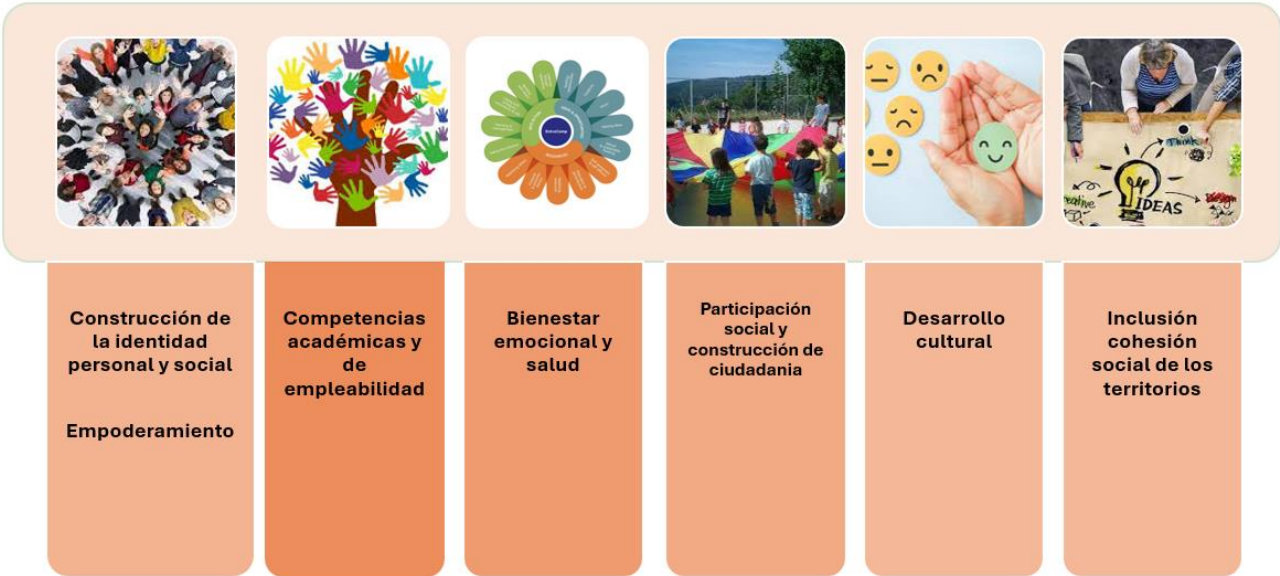 IDEAS
Construcción de
la identidad
personal y social
Empoderamiento
Competencias
académicas y
de
empleabilidad
Bienestar
emocional y
salud
Participación
social y
construcción de
ciudadania
Desarrollo
cultural
Inclusión
cohesión
social de los
territorios